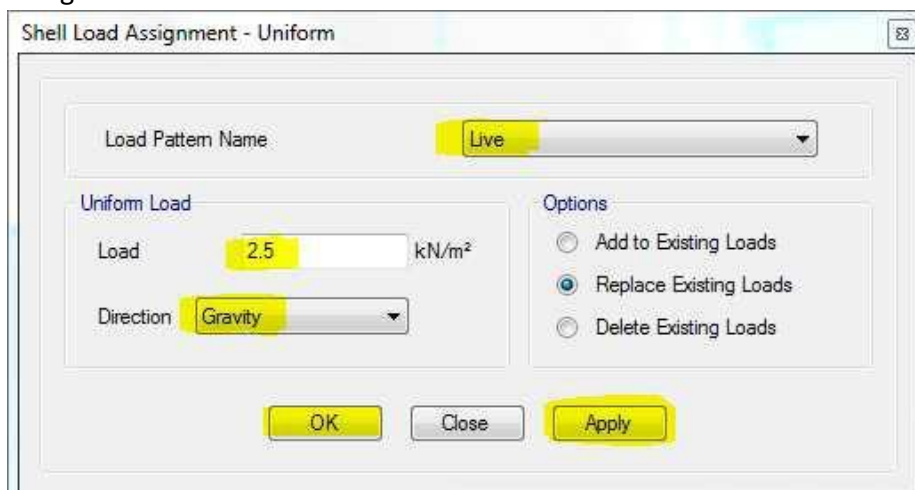 Shell Load Assignment - Uniform
Load Pattern Name
Live
Uniform Load
Load
2.5
kN/m²
Direction
Gravity
Options
Add to Existing Loads
Replace Existing Loads
Delete Existing Loads
OK
Close
Apply